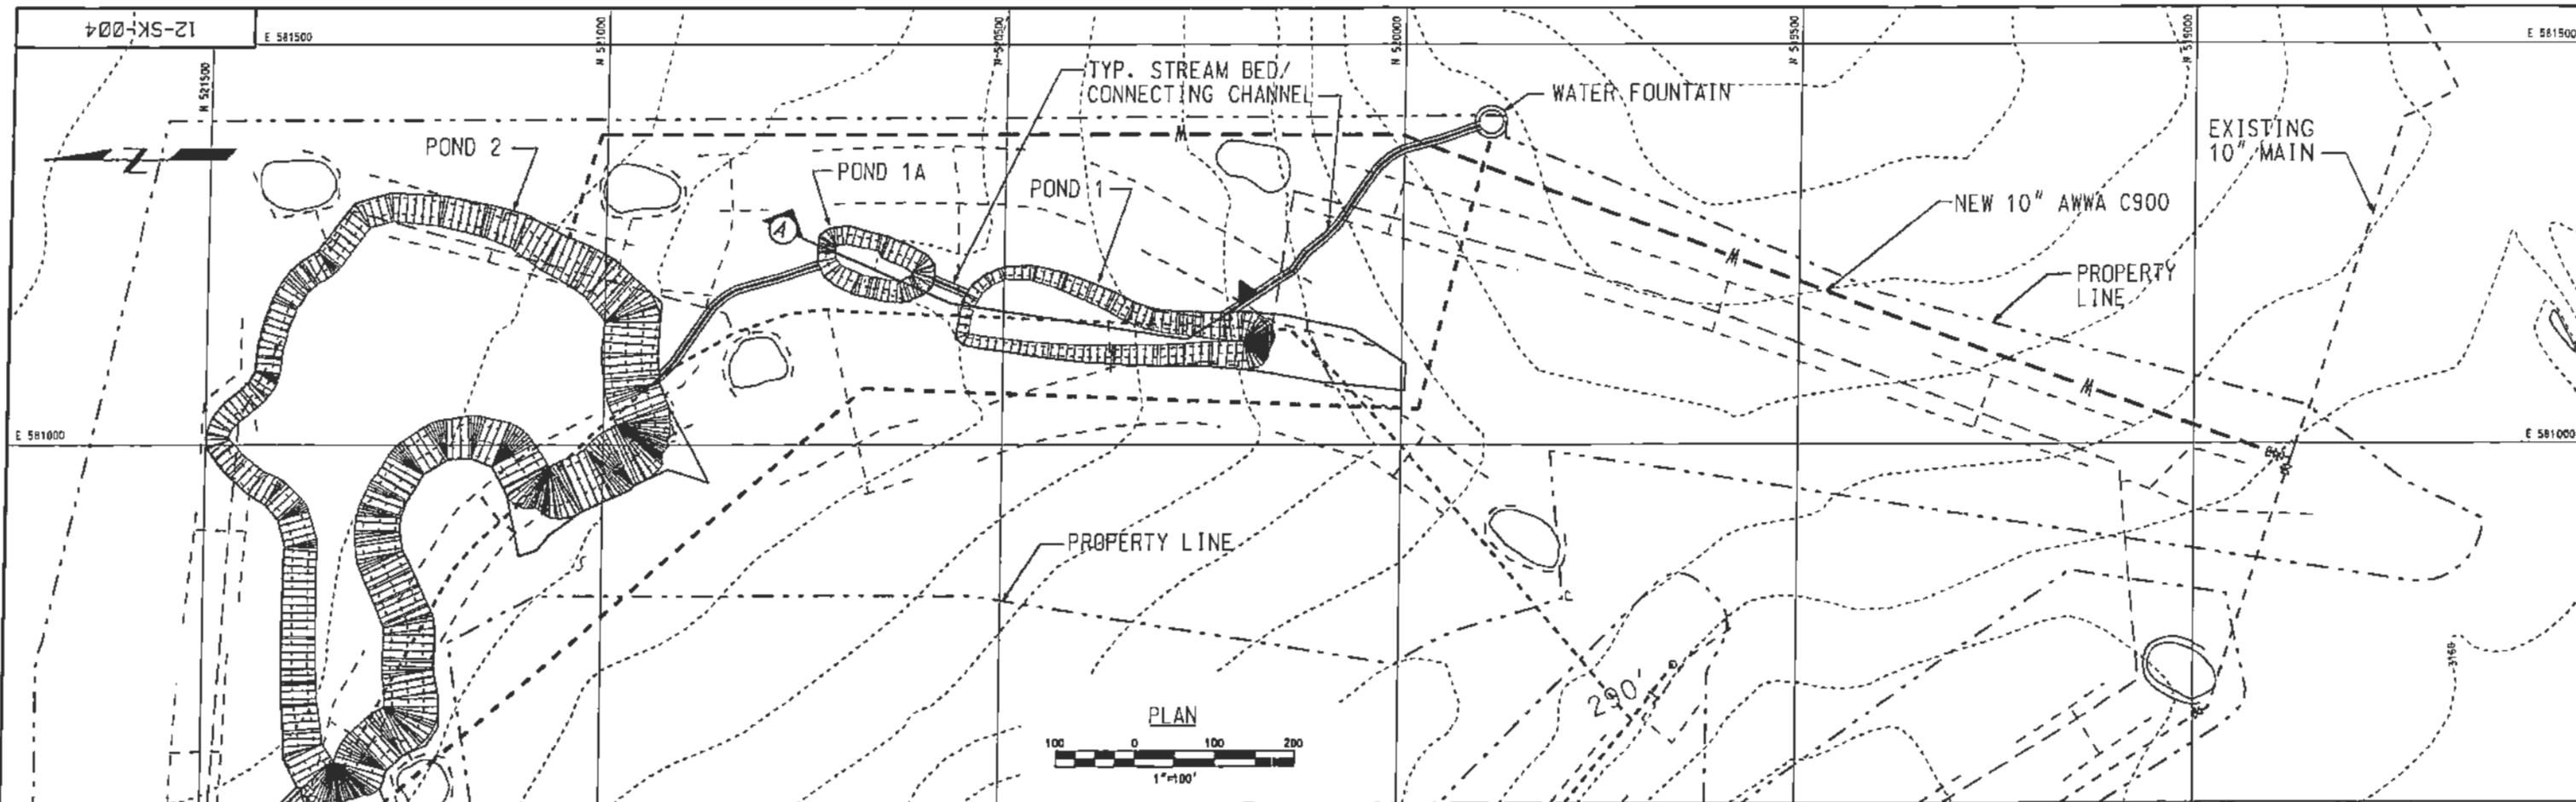 12-SK-004
E 581500
N 521500
N 521000
N 520500
N 520000
N 519500
N 519000
E 581500
TYP. STREAM BED/
CONNECTING CHANNEL
WATER FOUNTAIN
EXISTING
10" MAIN
POND 2
N
POND 1A
POND 1
W
NEW 10" AWWA C900
A
W
PROPERTY
LINE
W
E 581000
E 581000
PROPERTY LINE
290'
3160
PLAN
100 0 100 200
1"=100'